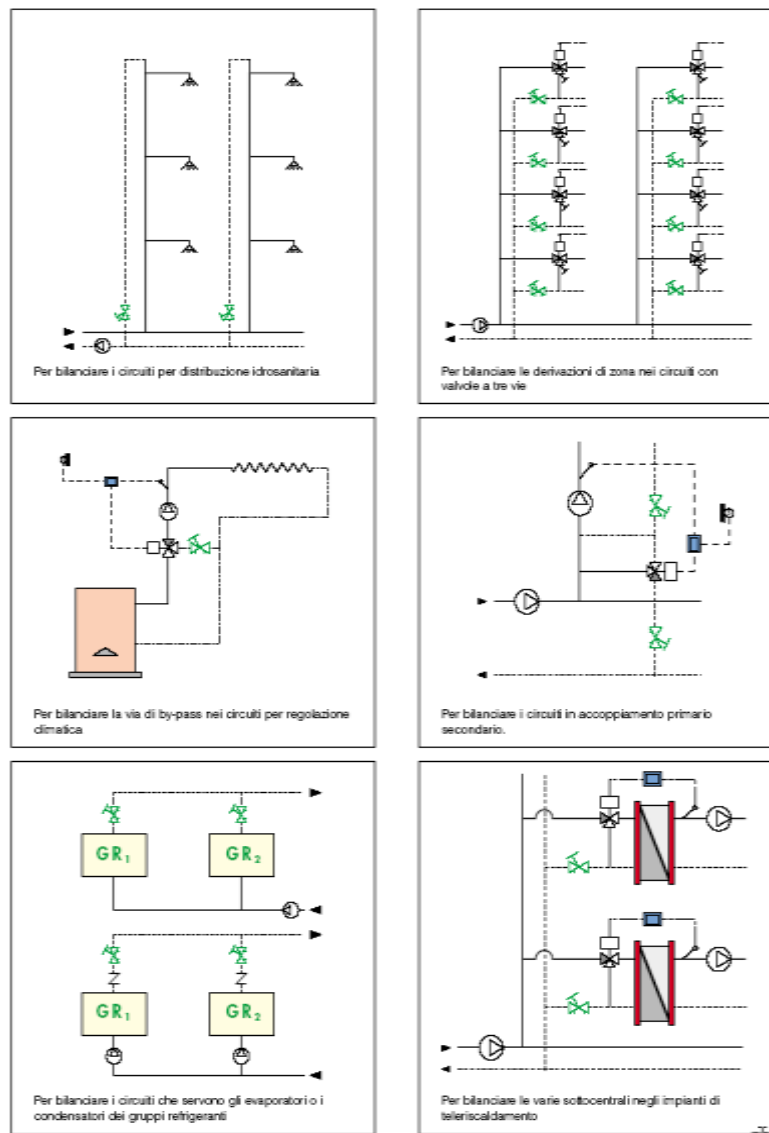 Per bilanciare i circuiti per distribuzione idrosanitaria
Per bilanciare le derivazioni di zona nei circuiti con
valvole a tre vie
Per bilanciare la via di by-pass nei circuiti per regolazione
climatica
Per bilanciare i circuiti in accoppiamento primario
secondario.
GR1
GR2
GR1
GR2
Per bilanciare i circuiti che servono gli evaporatori o i
condensatori dei gruppi refrigeranti
Per bilanciare le varie sottocentrali negli impianti di
teleriscaldamento